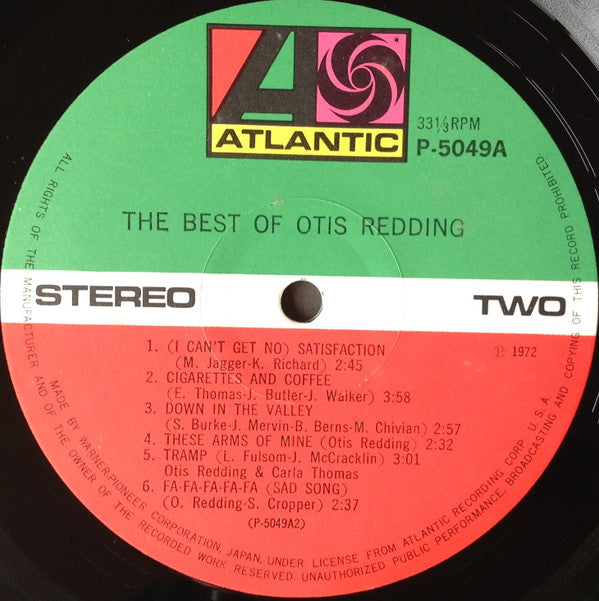 ATLANTIC
33⅓RPM
P-5049A
THE BEST OF OTIS REDDING
STEREO
TWO
℗ 1972
1. (I CAN'T GET NO) SATISFACTION
(M. Jagger-K. Richard) 2:45
2. CIGARETTES AND COFFEE
(E. Thomas-J. Butler-J. Walker) 3:58
3. DOWN IN THE VALLEY
(S. Burke-J. Mervin-B. Berns-M. Chivian) 2:57
4. THESE ARMS OF MINE (Otis Redding) 2:32
5. TRAMP (L. Fulsom-J. McCracklin) 3:01
Otis Redding & Carla Thomas
6. FA-FA-FA-FA-FA (SAD SONG)
(O. Redding-S. Cropper) 2:37
(P-5049A2)
MADE BY WARNER-PIONEER CORPORATION, JAPAN, UNDER LICENSE FROM ATLANTIC RECORDING CORP. U.S.A.
ALL RIGHTS OF THE MANUFACTURER AND OF THE OWNER OF THE RECORDED WORK RESERVED. UNAUTHORIZED PUBLIC PERFORMANCE, BROADCASTING AND COPYING OF THIS RECORD PROHIBITED.